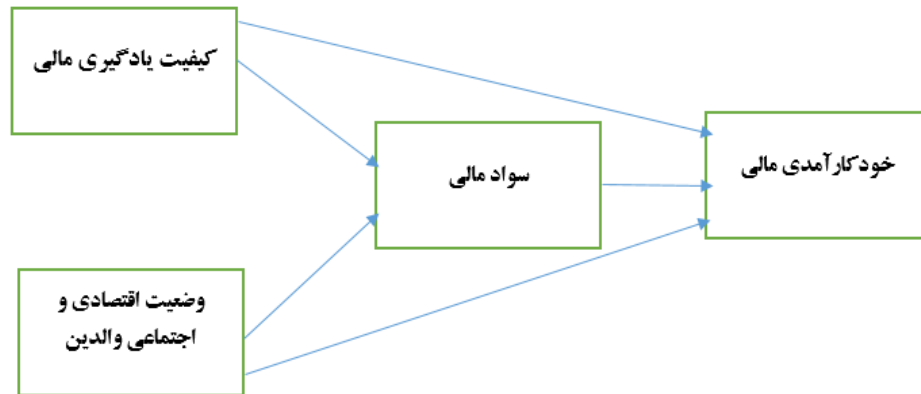 کیفیت یادگیری مالی
سواد مالی
خودکارآمدی مالی
وضعیت اقتصادی و
اجتماعی والدین